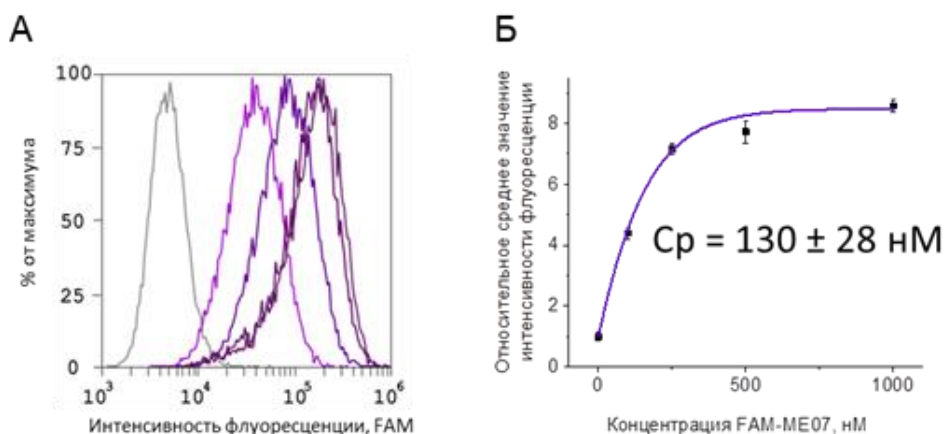 А
% от максимума
100
75
50
25
0
10³
10⁴
10⁵
10⁶
Интенсивность флуоресценции, FAM
Б
Относительное среднее значение
интенсивности флуоресценции
8
6
4
2
0
Ср = 130 ± 28 нМ
0
500
1000
Концентрация FAM-ME07, нМ